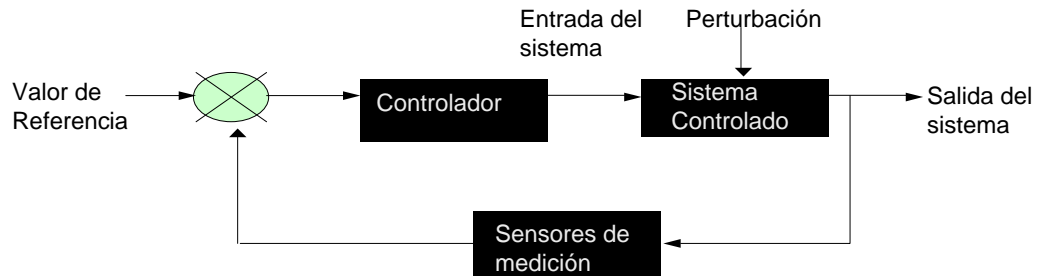 Entrada del
sistema
Perturbación
Valor de
Referencia
Controlador
Sistema
Controlado
Salida del
sistema
Sensores de
medición